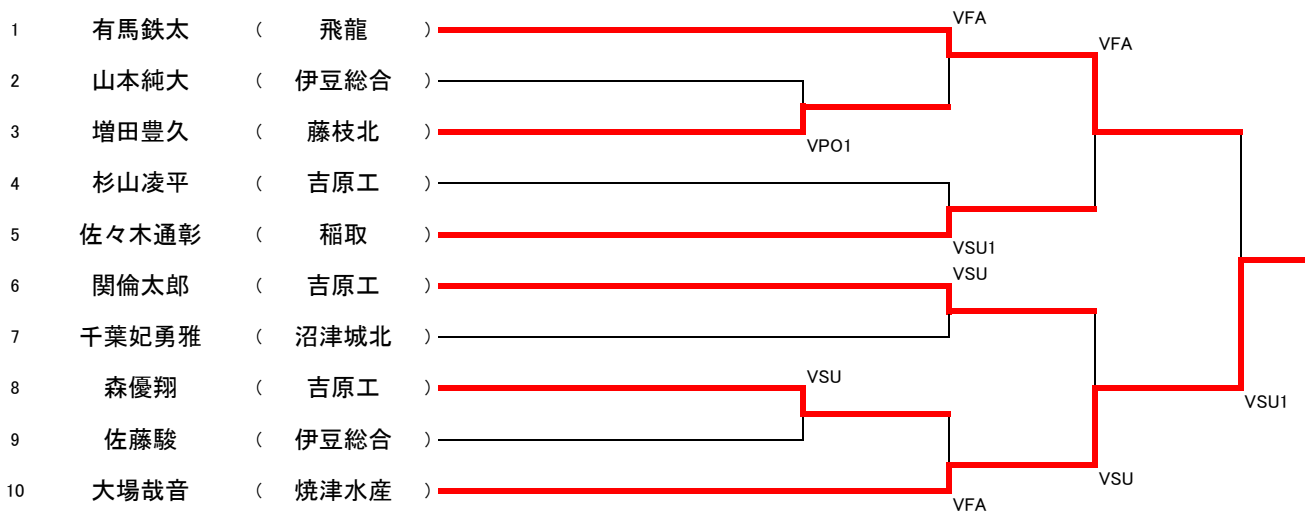 VFA
1 有馬鉄太 ( 飛龍 )
VFA
2 山本純大 ( 伊豆総合 )
3 増田豊久 ( 藤枝北 )
VPO1
4 杉山凌平 ( 吉原工 )
5 佐々木通彰 ( 稲取 )
VSU1
VSU
6 関倫太郎 ( 吉原工 )
7 千葉妃勇雅 ( 沼津城北 )
VSU
8 森優翔 ( 吉原工 )
VSU1
9 佐藤駿 ( 伊豆総合 )
VSU
10 大場哉音 ( 焼津水産 )
VFA